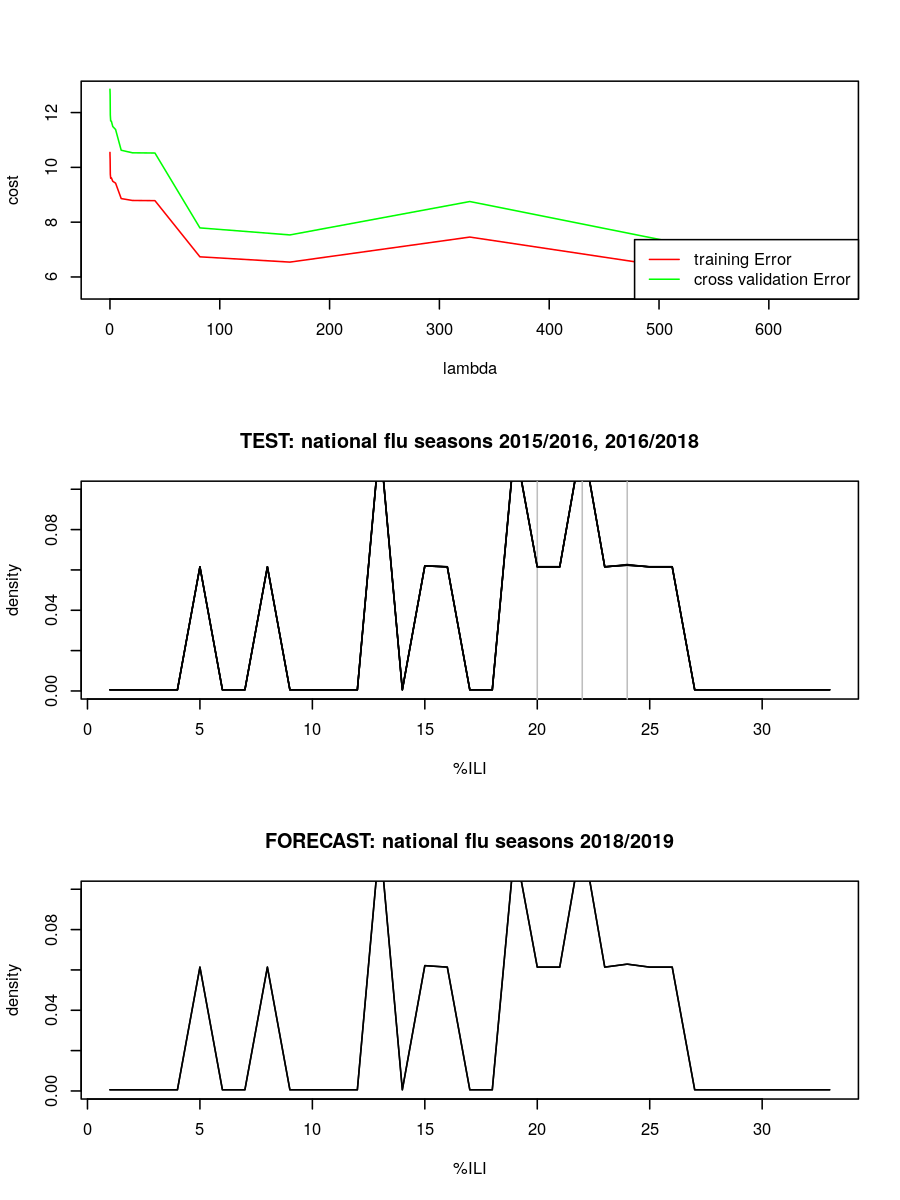 12
10
8
6
cost
training Error
cross validation Error
0 100 200 300 400 500 600
lambda
TEST: national flu seasons 2015/2016, 2016/2018
0.08
0.04
0.00
density
0 5 10 15 20 25 30
%ILI
FORECAST: national flu seasons 2018/2019
0.08
0.04
0.00
density
0 5 10 15 20 25 30
%ILI